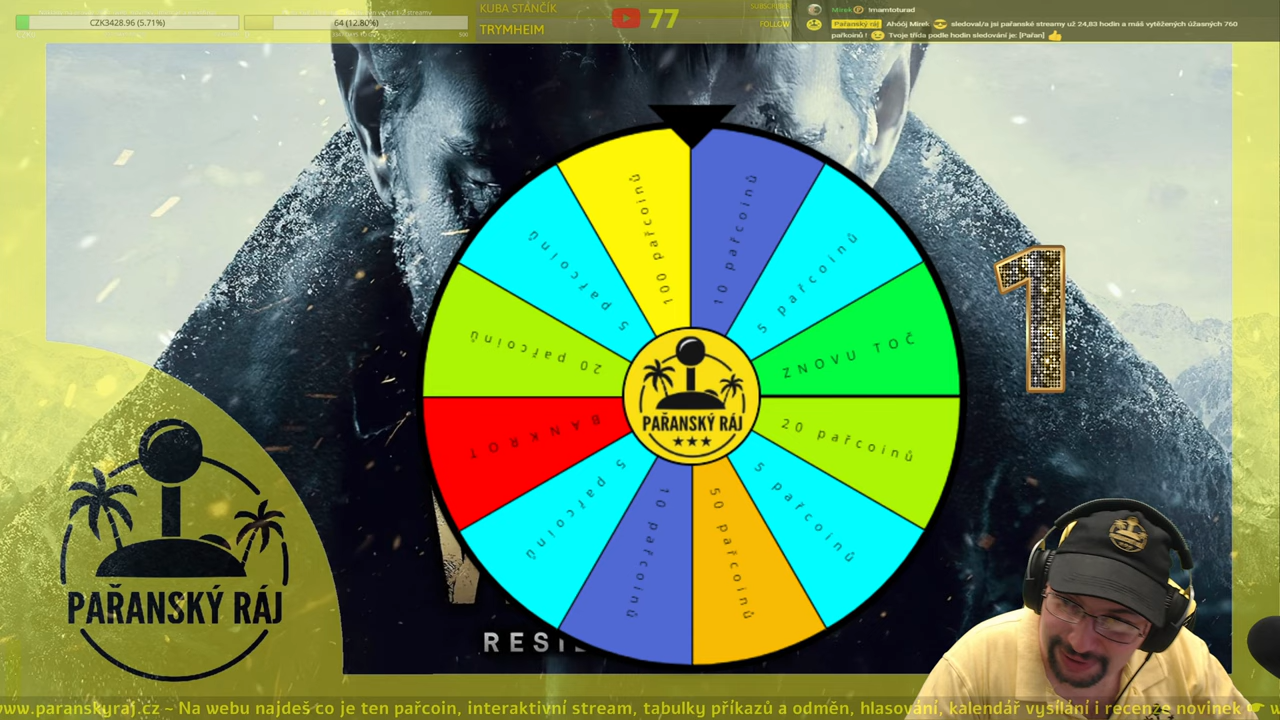 CZK3428.96 (5.71%)
64 (12.80%)
500
KUBA STANČÍK
TRYMHEIM
77
SUBSCRIBE
FOLLOW
Mirek Imamtoturad
Pařanský ráj Ahóój Mirek sledoval/a jsi pařanské streamy už 24,83 hodin a máš vytěžených úžasných 760
pařkoinů ! Tvoje třída podle hodin sledování je: [Pařan]
100 pařcoinů
10 pařcoinů
5 pařcoinů
ZNOVU TOČ
20 pařcoinů
5 pařcoinů
50 pařcoinů
10 pařcoinů
5 pařcoinů
BANKROT
20 pařcoinů
5 pařcoinů
PAŘANSKÝ RÁJ
1
PAŘANSKÝ RÁJ
RESI
www.paranskyraj.cz ~ Na webu najdeš co je ten pařcoin, interaktivní stream, tabulky příkazů a odměn, hlasování, kalendář vysílání i recenze novinek